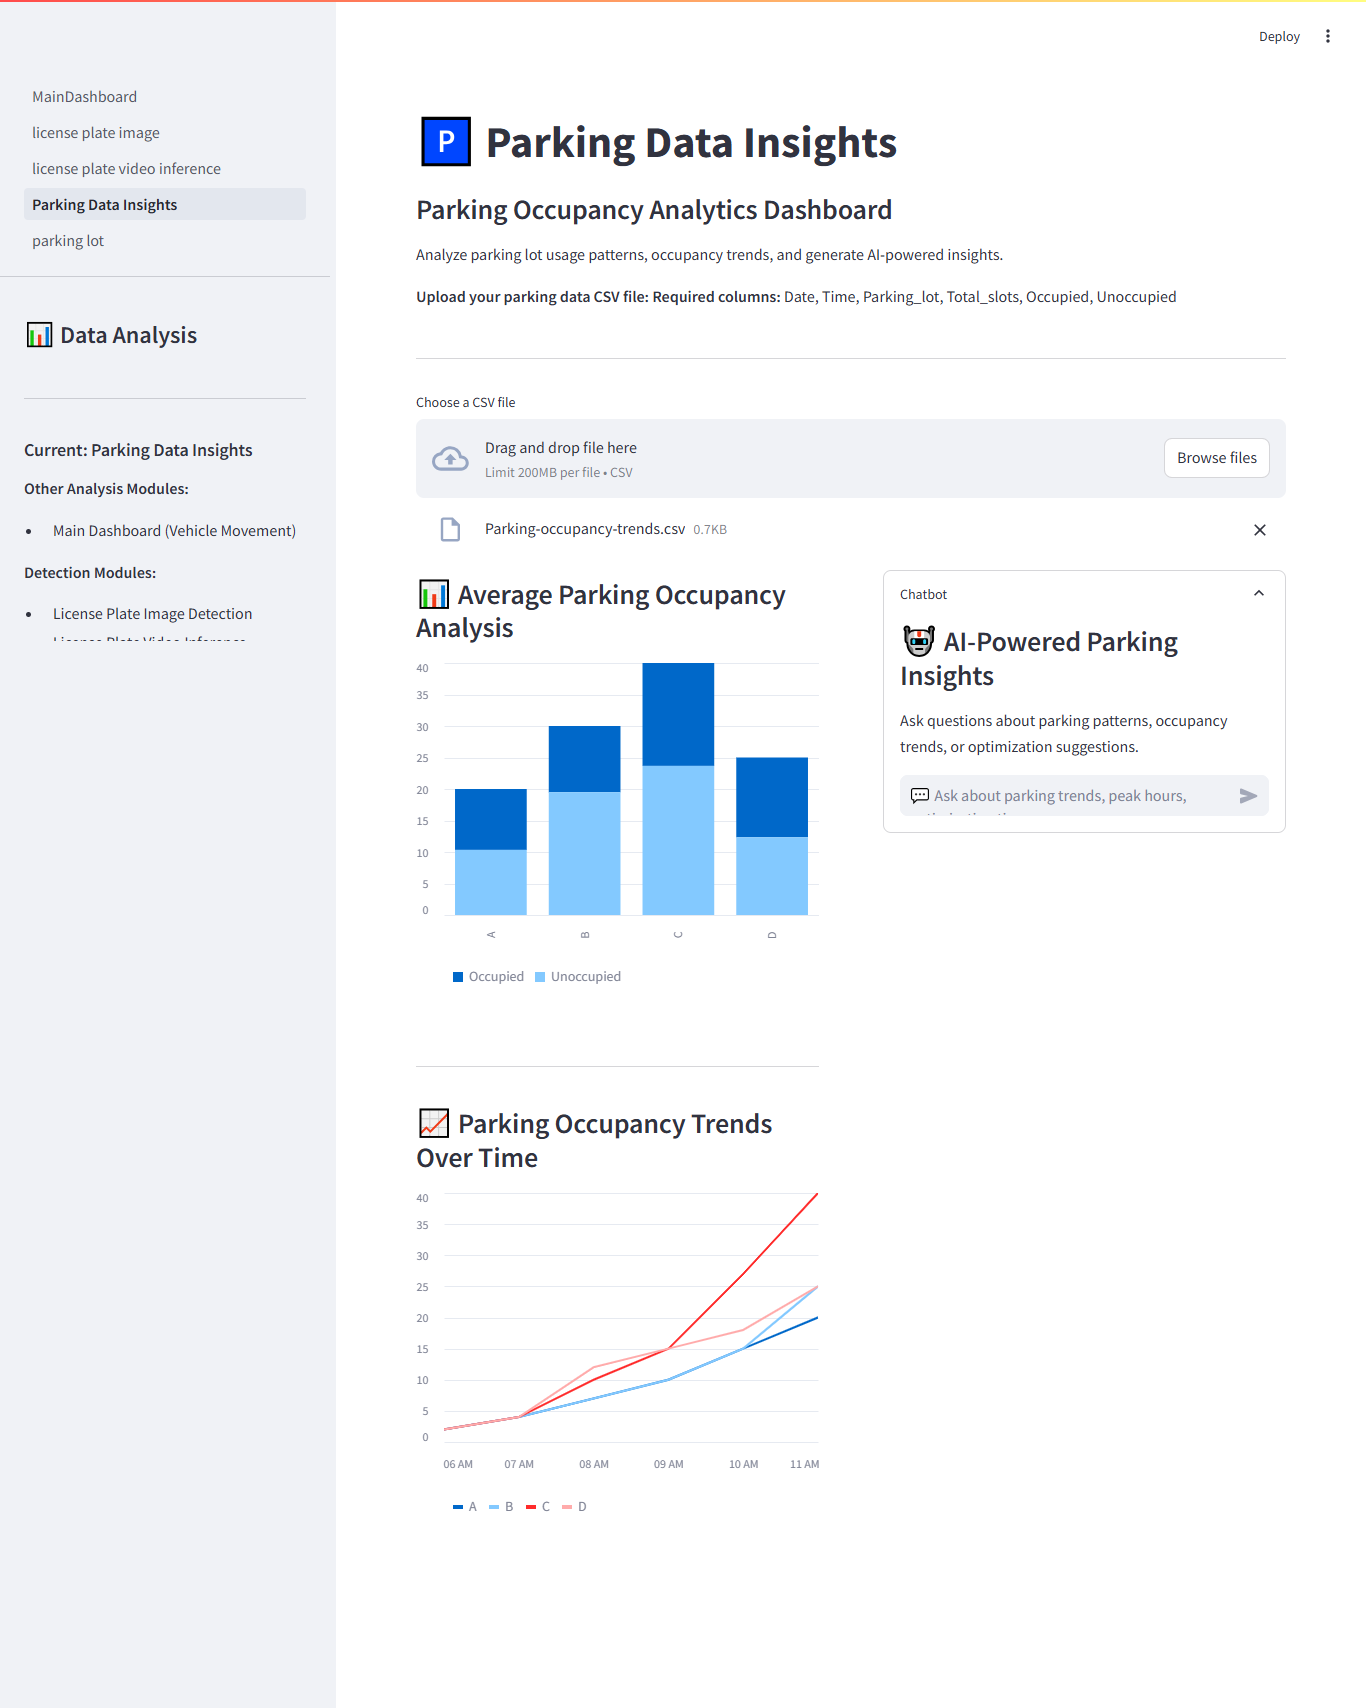 Deploy
MainDashboard
license plate image
license plate video inference
Parking Data Insights
parking lot
Data Analysis
Current: Parking Data Insights
Other Analysis Modules:
• Main Dashboard (Vehicle Movement)
Detection Modules:
• License Plate Image Detection
License Plate Video Inference
P Parking Data Insights
Parking Occupancy Analytics Dashboard
Analyze parking lot usage patterns, occupancy trends, and generate AI-powered insights.
Upload your parking data CSV file: Required columns: Date, Time, Parking_lot, Total_slots, Occupied, Unoccupied
Choose a CSV file
Drag and drop file here
Limit 200MB per file • CSV
Browse files
Parking-occupancy-trends.csv 0.7KB
Average Parking Occupancy
Analysis
40
35
30
25
20
15
10
5
0
A B C D
Occupied Unoccupied
Chatbot
AI-Powered Parking
Insights
Ask questions about parking patterns, occupancy
trends, or optimization suggestions.
Ask about parking trends, peak hours,
Parking Occupancy Trends
Over Time
40
35
30
25
20
15
10
5
0
06 AM 07 AM 08 AM 09 AM 10 AM 11 AM
A B C D